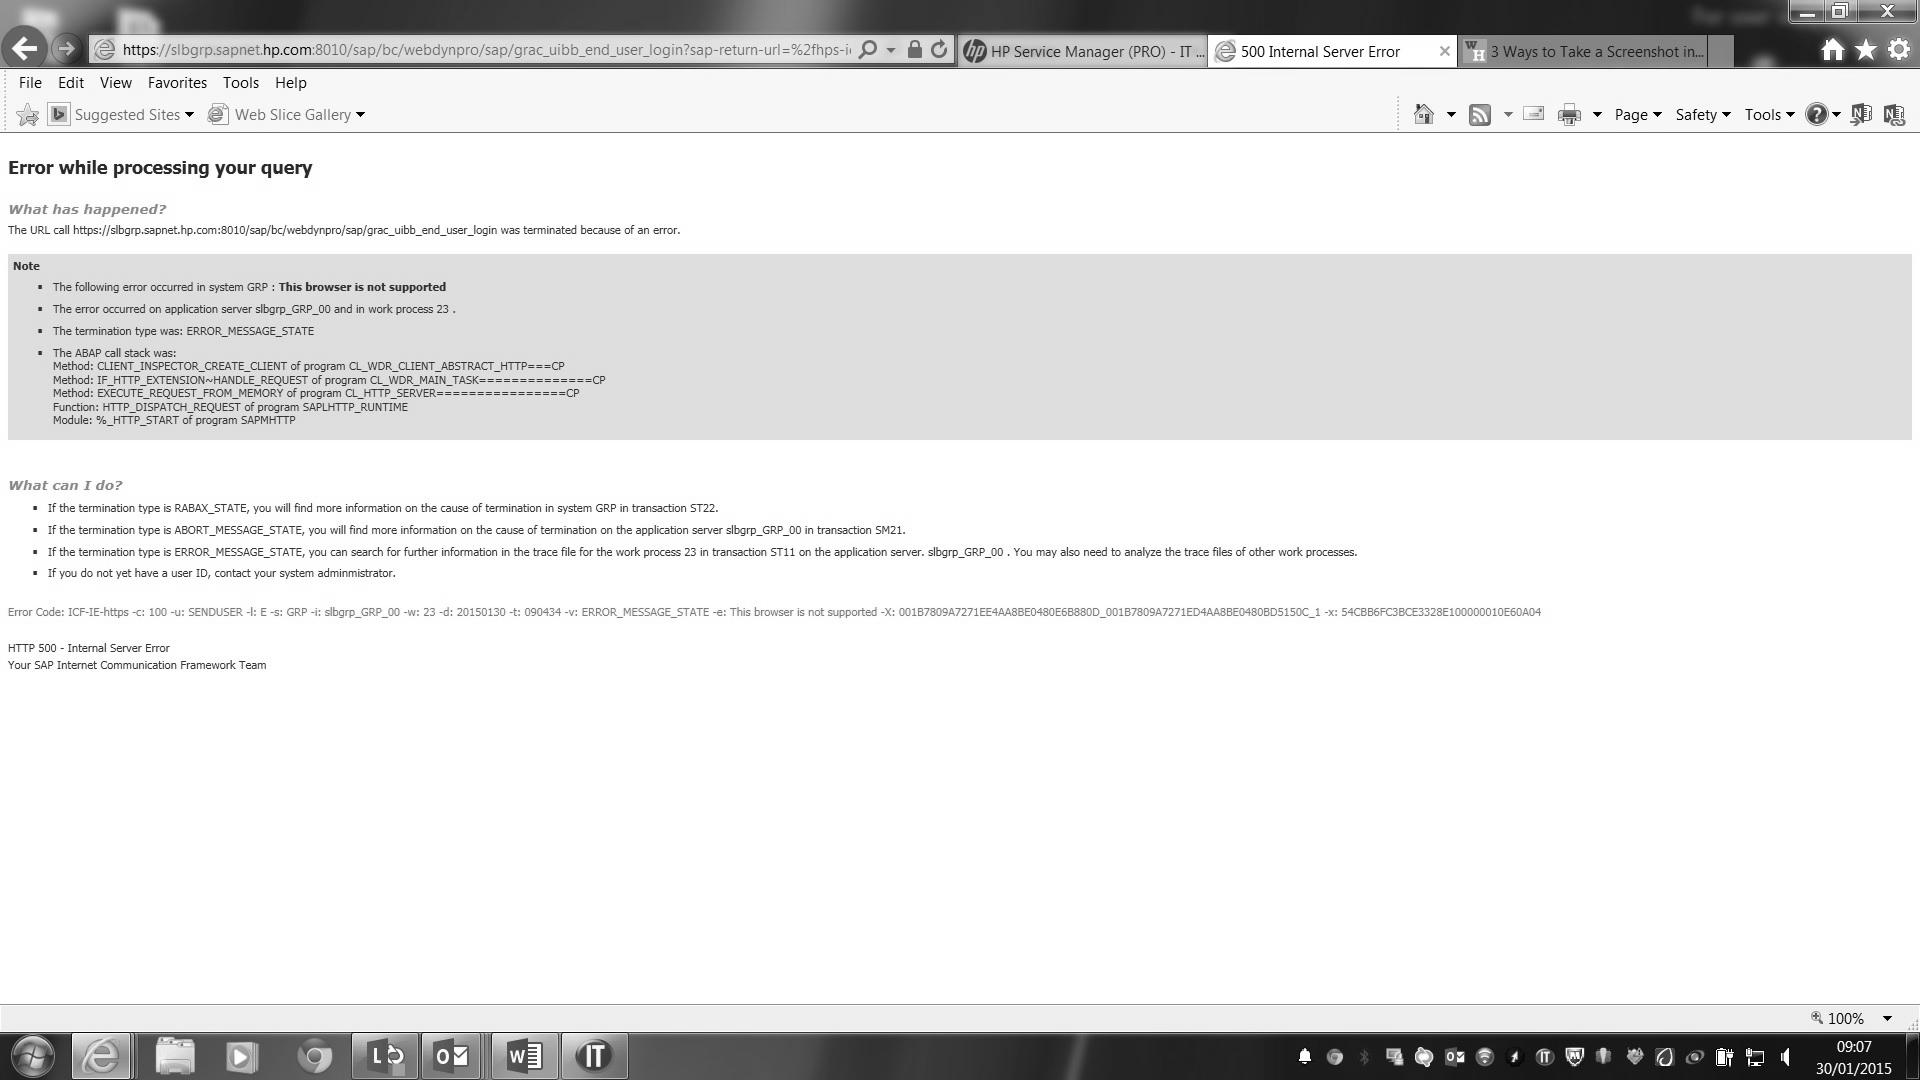 https://slbgrp.sapnet.hp.com:8010/sap/bc/webdynpro/sap/grac_uibb_end_user_login?sap-return-url=%2fhps-i
HP Service Manager (PRO) - IT ...
500 Internal Server Error
3 Ways to Take a Screenshot in...
File Edit View Favorites Tools Help
Suggested Sites Web Slice Gallery
Page Safety Tools
Error while processing your query
What has happened?
The URL call https://slbgrp.sapnet.hp.com:8010/sap/bc/webdynpro/sap/grac_uibb_end_user_login was terminated because of an error.
Note
The following error occurred in system GRP : This browser is not supported
The error occurred on application server slbgrp_GRP_00 and in work process 23 .
The termination type was: ERROR_MESSAGE_STATE
The ABAP call stack was:
Method: CLIENT_INSPECTOR_CREATE_CLIENT of program CL_WDR_CLIENT_ABSTRACT_HTTP===CP
Method: IF_HTTP_EXTENSION~HANDLE_REQUEST of program CL_WDR_MAIN_TASK==============CP
Method: EXECUTE_REQUEST_FROM_MEMORY of program CL_HTTP_SERVER================CP
Function: HTTP_DISPATCH_REQUEST of program SAPLHTTP_RUNTIME
Module: %_HTTP_START of program SAPMHTTP
What can I do?
If the termination type is RABAX_STATE, you will find more information on the cause of termination in system GRP in transaction ST22.
If the termination type is ABORT_MESSAGE_STATE, you will find more information on the cause of termination on the application server slbgrp_GRP_00 in transaction SM21.
If the termination type is ERROR_MESSAGE_STATE, you can search for further information in the trace file for the work process 23 in transaction ST11 on the application server. slbgrp_GRP_00 . You may also need to analyze the trace files of other work processes.
If you do not yet have a user ID, contact your system adminmistrator.
Error Code: ICF-IE-https -c: 100 -u: SENDUSER -l: E -s: GRP -i: slbgrp_GRP_00 -w: 23 -d: 20150130 -t: 090434 -v: ERROR_MESSAGE_STATE -e: This browser is not supported -X: 001B7809A7271EE4AA8BE0480E6B880D_001B7809A7271ED4AA8BE0480BD5150C_1 -x: 54CBB6FC3BCE3328E100000010E60A04
HTTP 500 - Internal Server Error
Your SAP Internet Communication Framework Team
100%
09:07
30/01/2015